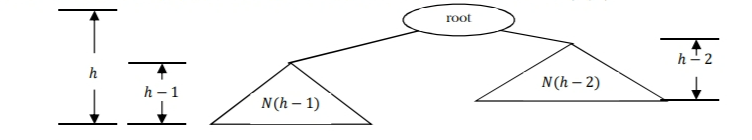 root
h
h − 1
N(h − 1)
N(h − 2)
h − 2